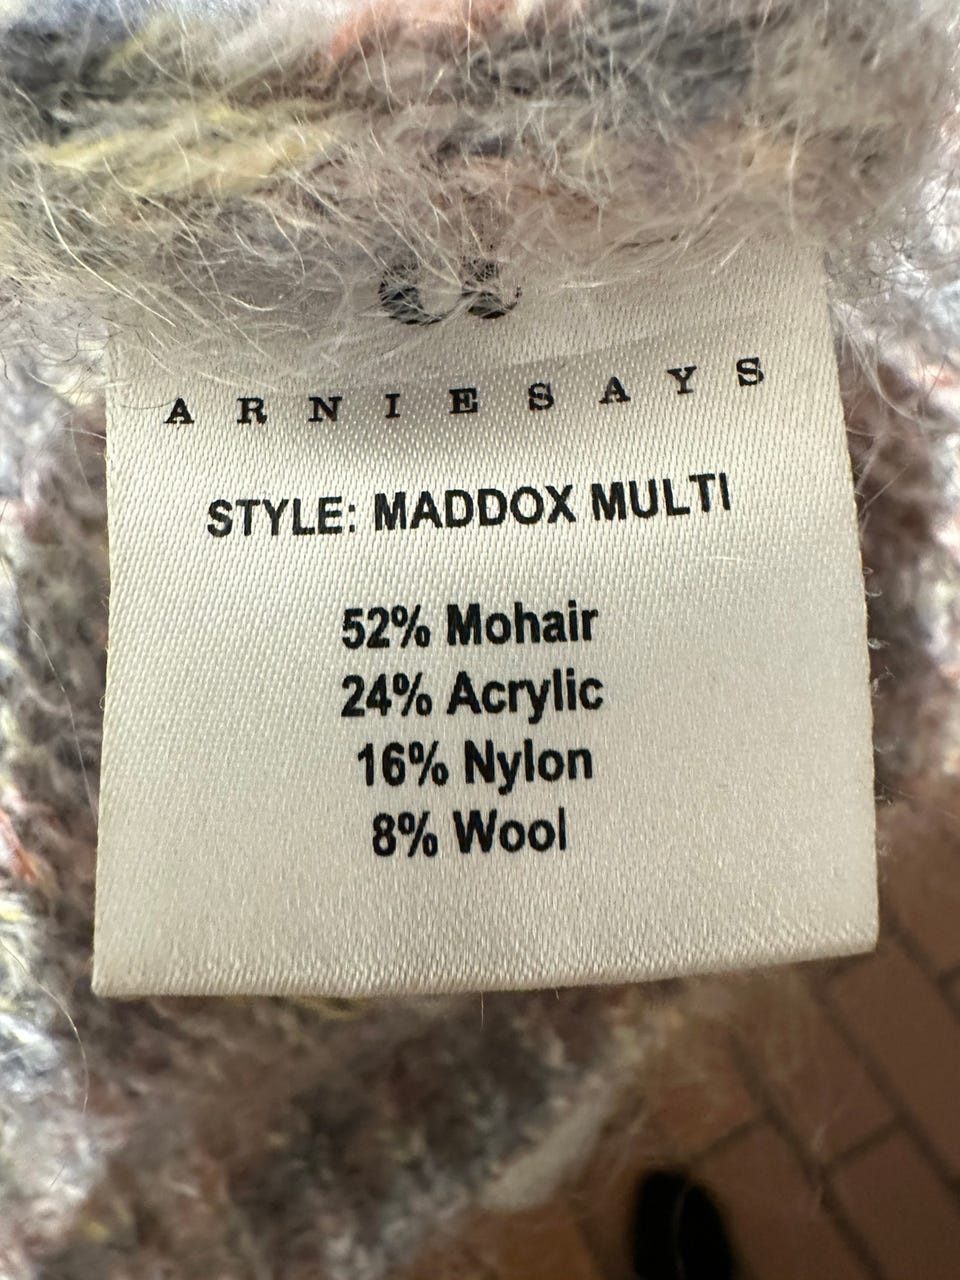 ARNIESAYS
STYLE: MADDOX MULTI
52% Mohair
24% Acrylic
16% Nylon
8% Wool